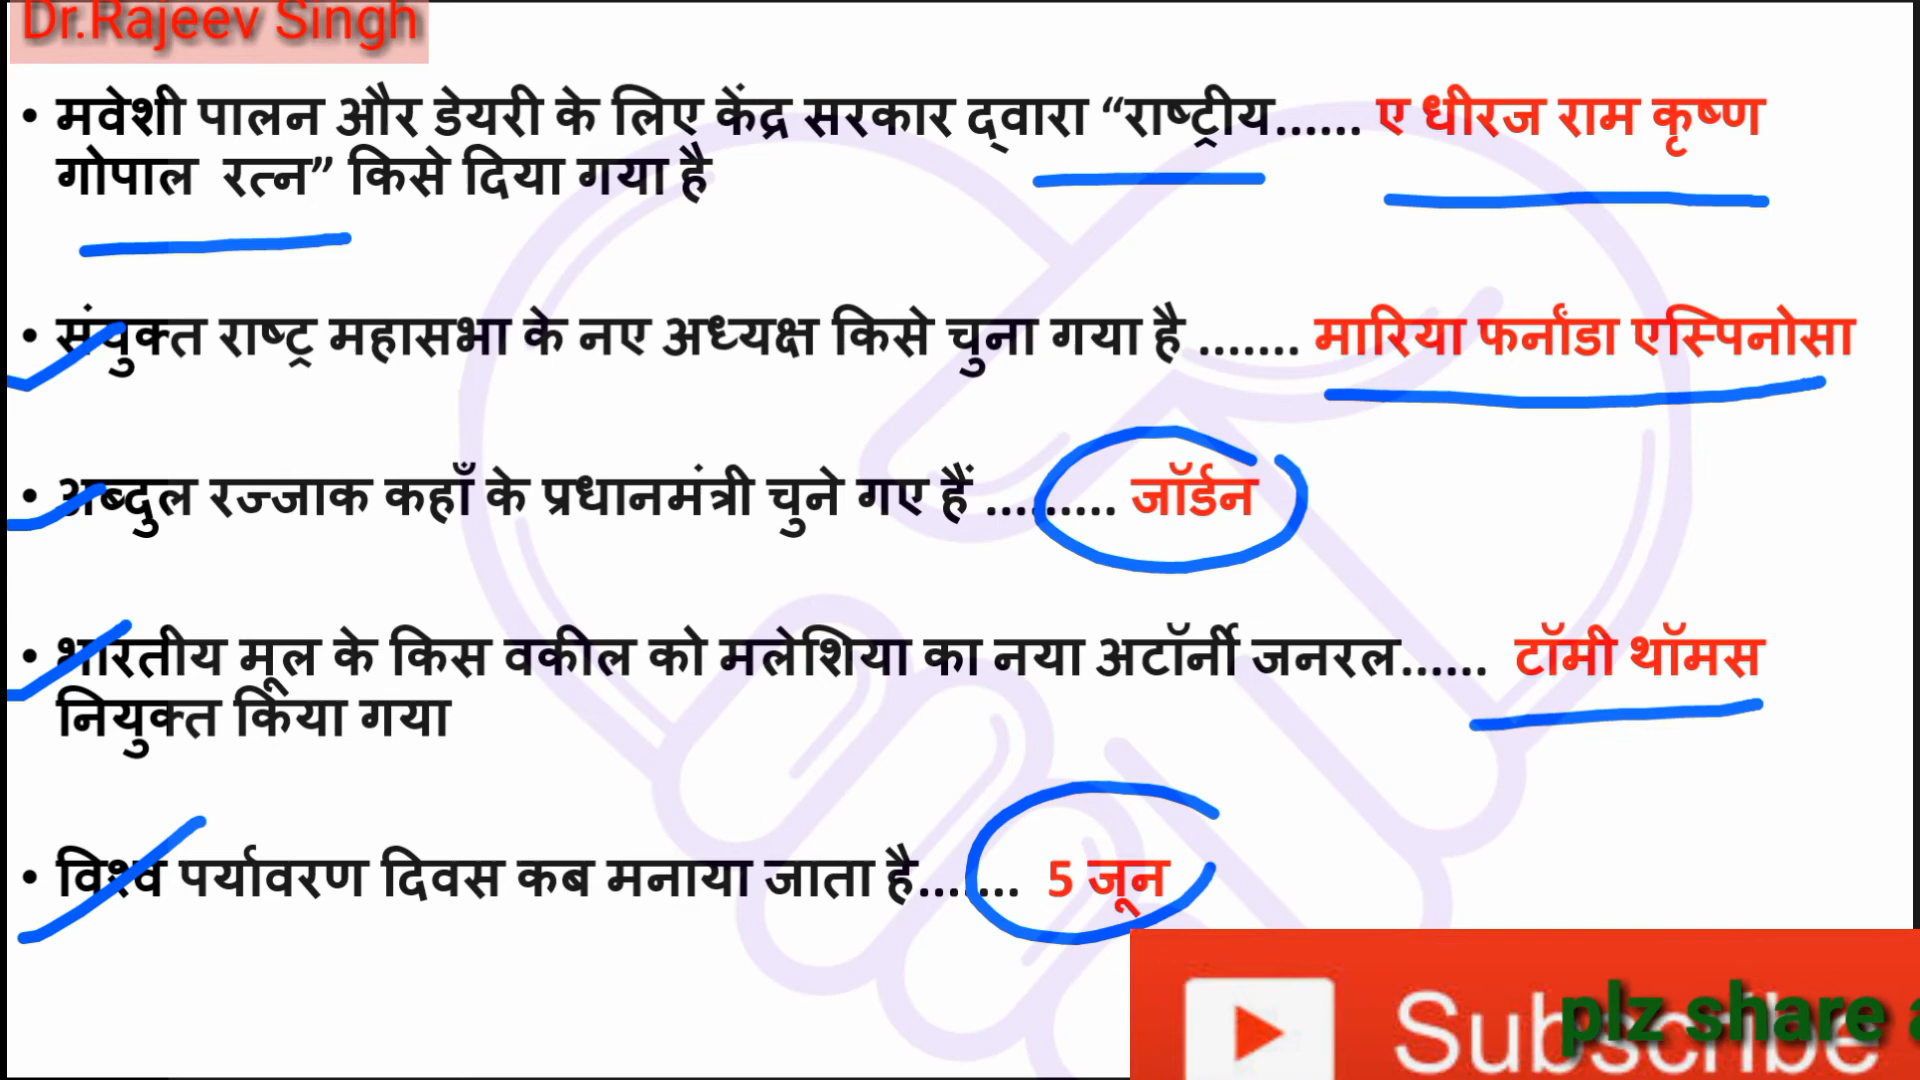 Dr.Rajeev Singh
• मवेशी पालन और डेयरी के लिए केंद्र सरकार द्वारा “राष्ट्रीय...... ए धीरज राम कृष्ण
गोपाल रत्न” किसे दिया गया है
• संयुक्त राष्ट्र महासभा के नए अध्यक्ष किसे चुना गया है ....... मारिया फर्नांडा एस्पिनोसा
• अब्दुल रज्जाक कहाँ के प्रधानमंत्री चुने गए हैं ......... जॉर्डन
• भारतीय मूल के किस वकील को मलेशिया का नया अटॉर्नी जनरल...... टॉमी थॉमस
नियुक्त किया गया
• विश्व पर्यावरण दिवस कब मनाया जाता है....... 5 जून
Subscribe
plz share a